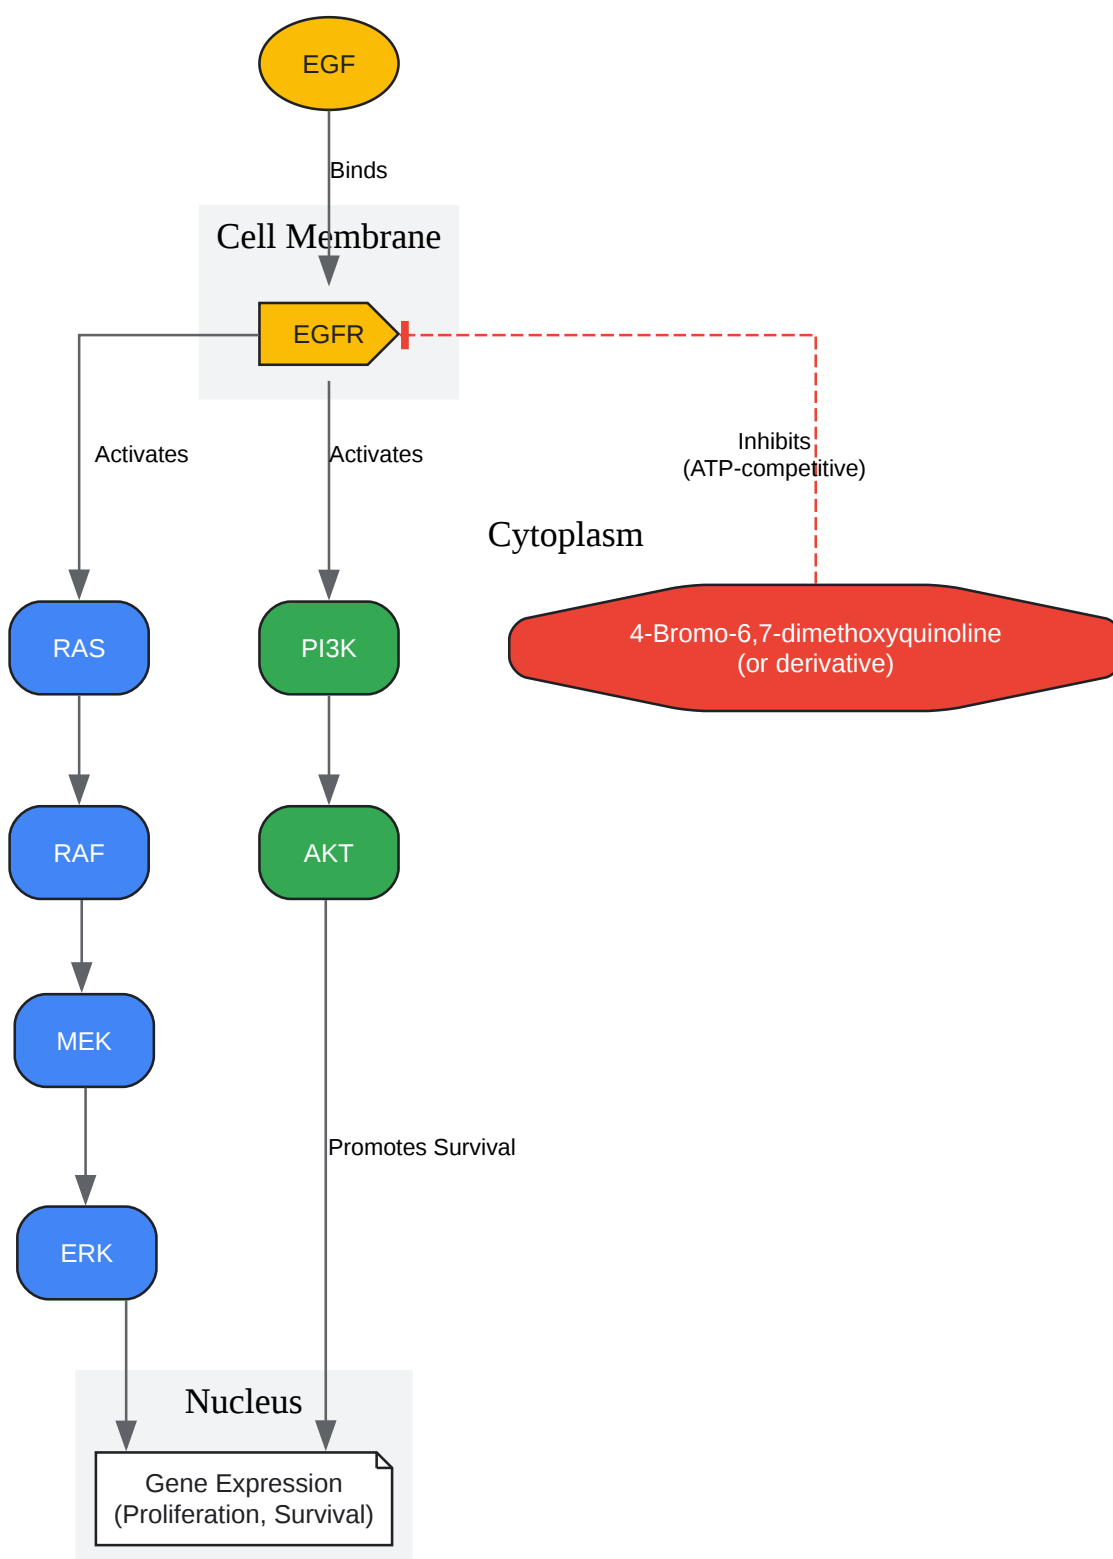 EGF
Binds
Cell Membrane
EGFR
Activates
Activates
Inhibits
(ATP-competitive)
Cytoplasm
RAS
PI3K
4-Bromo-6,7-dimethoxyquinoline
(or derivative)
RAF
AKT
MEK
Promotes Survival
ERK
Nucleus
Gene Expression
(Proliferation, Survival)